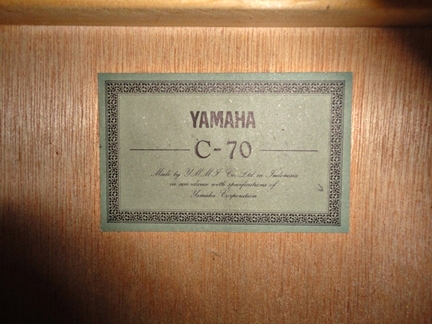 YAMAHA
C-70
Made by Y.M.M.I Co., Ltd. in Indonesia
in accordance with specifications of
Yamaha Corporation